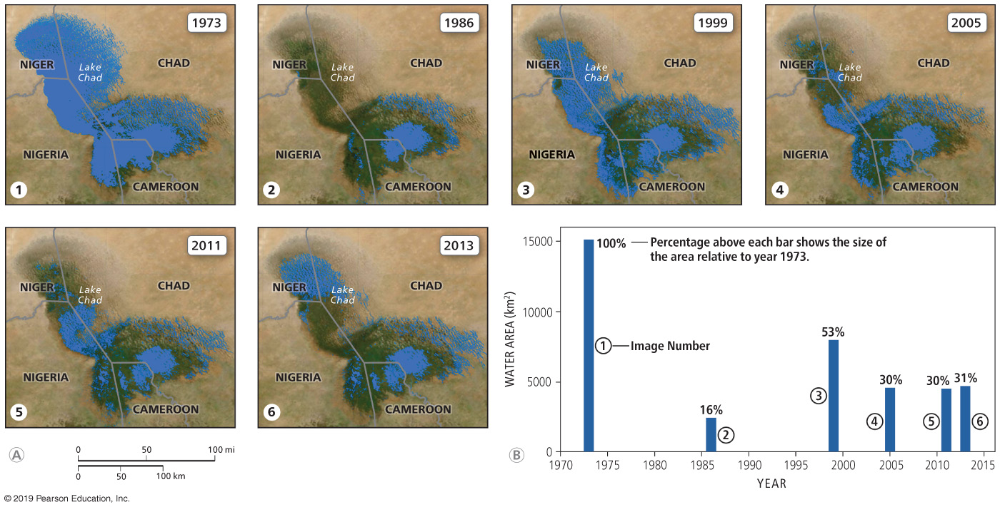 1973
NIGER
Lake
Chad
CHAD
NIGERIA
CAMEROON
1
1986
NIGER
Lake
Chad
CHAD
NIGERIA
CAMEROON
2
1999
NIGER
Lake
Chad
CHAD
NIGERIA
CAMEROON
3
2005
NIGER
Lake
Chad
CHAD
NIGERIA
CAMEROON
4
2011
NIGER
Lake
Chad
CHAD
NIGERIA
CAMEROON
5
2013
NIGER
Lake
Chad
CHAD
NIGERIA
CAMEROON
6
A
0 50 100 mi
0 50 100 km
B
WATER AREA (km²)
15000
10000
5000
0
100% — Percentage above each bar shows the size of
the area relative to year 1973.
1 — Image Number
16%
2
53%
3
30%
4
30%
5
31%
6
1970 1975 1980 1985 1990 1995 2000 2005 2010 2015
YEAR
© 2019 Pearson Education, Inc.